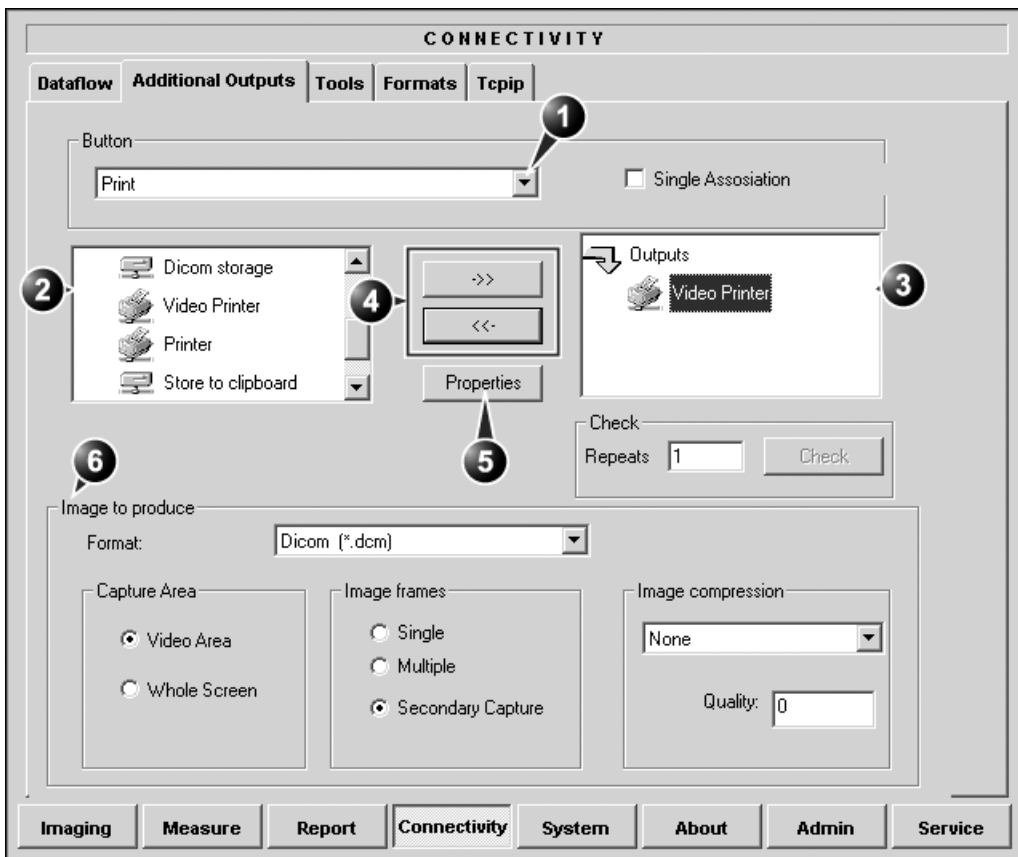 CONNECTIVITY
Dataflow Additional Outputs Tools Formats Tcpip
1
Button
Print
Single Assosiation
2
Dicom storage
Video Printer
Printer
Store to clipboard
4
->>
<<-
Properties
5
Outputs
Video Printer
3
Check
Repeats 1 Check
6
Image to produce
Format: Dicom (*.dcm)
Capture Area
Video Area
Whole Screen
Image frames
Single
Multiple
Secondary Capture
Image compression
None
Quality: 0
Imaging Measure Report Connectivity System About Admin Service